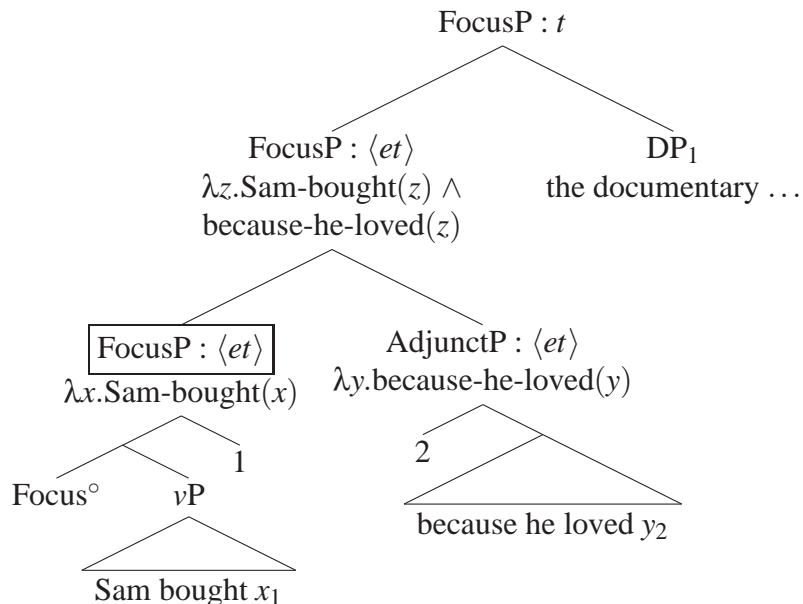 FocusP : t
FocusP : ⟨et⟩ DP₁
λz.Sam-bought(z) ∧ the documentary …
because-he-loved(z)
FocusP : ⟨et⟩ AdjunctP : ⟨et⟩
λx.Sam-bought(x) λy.because-he-loved(y)
1 2
Focus° vP
because he loved y₂
Sam bought x₁